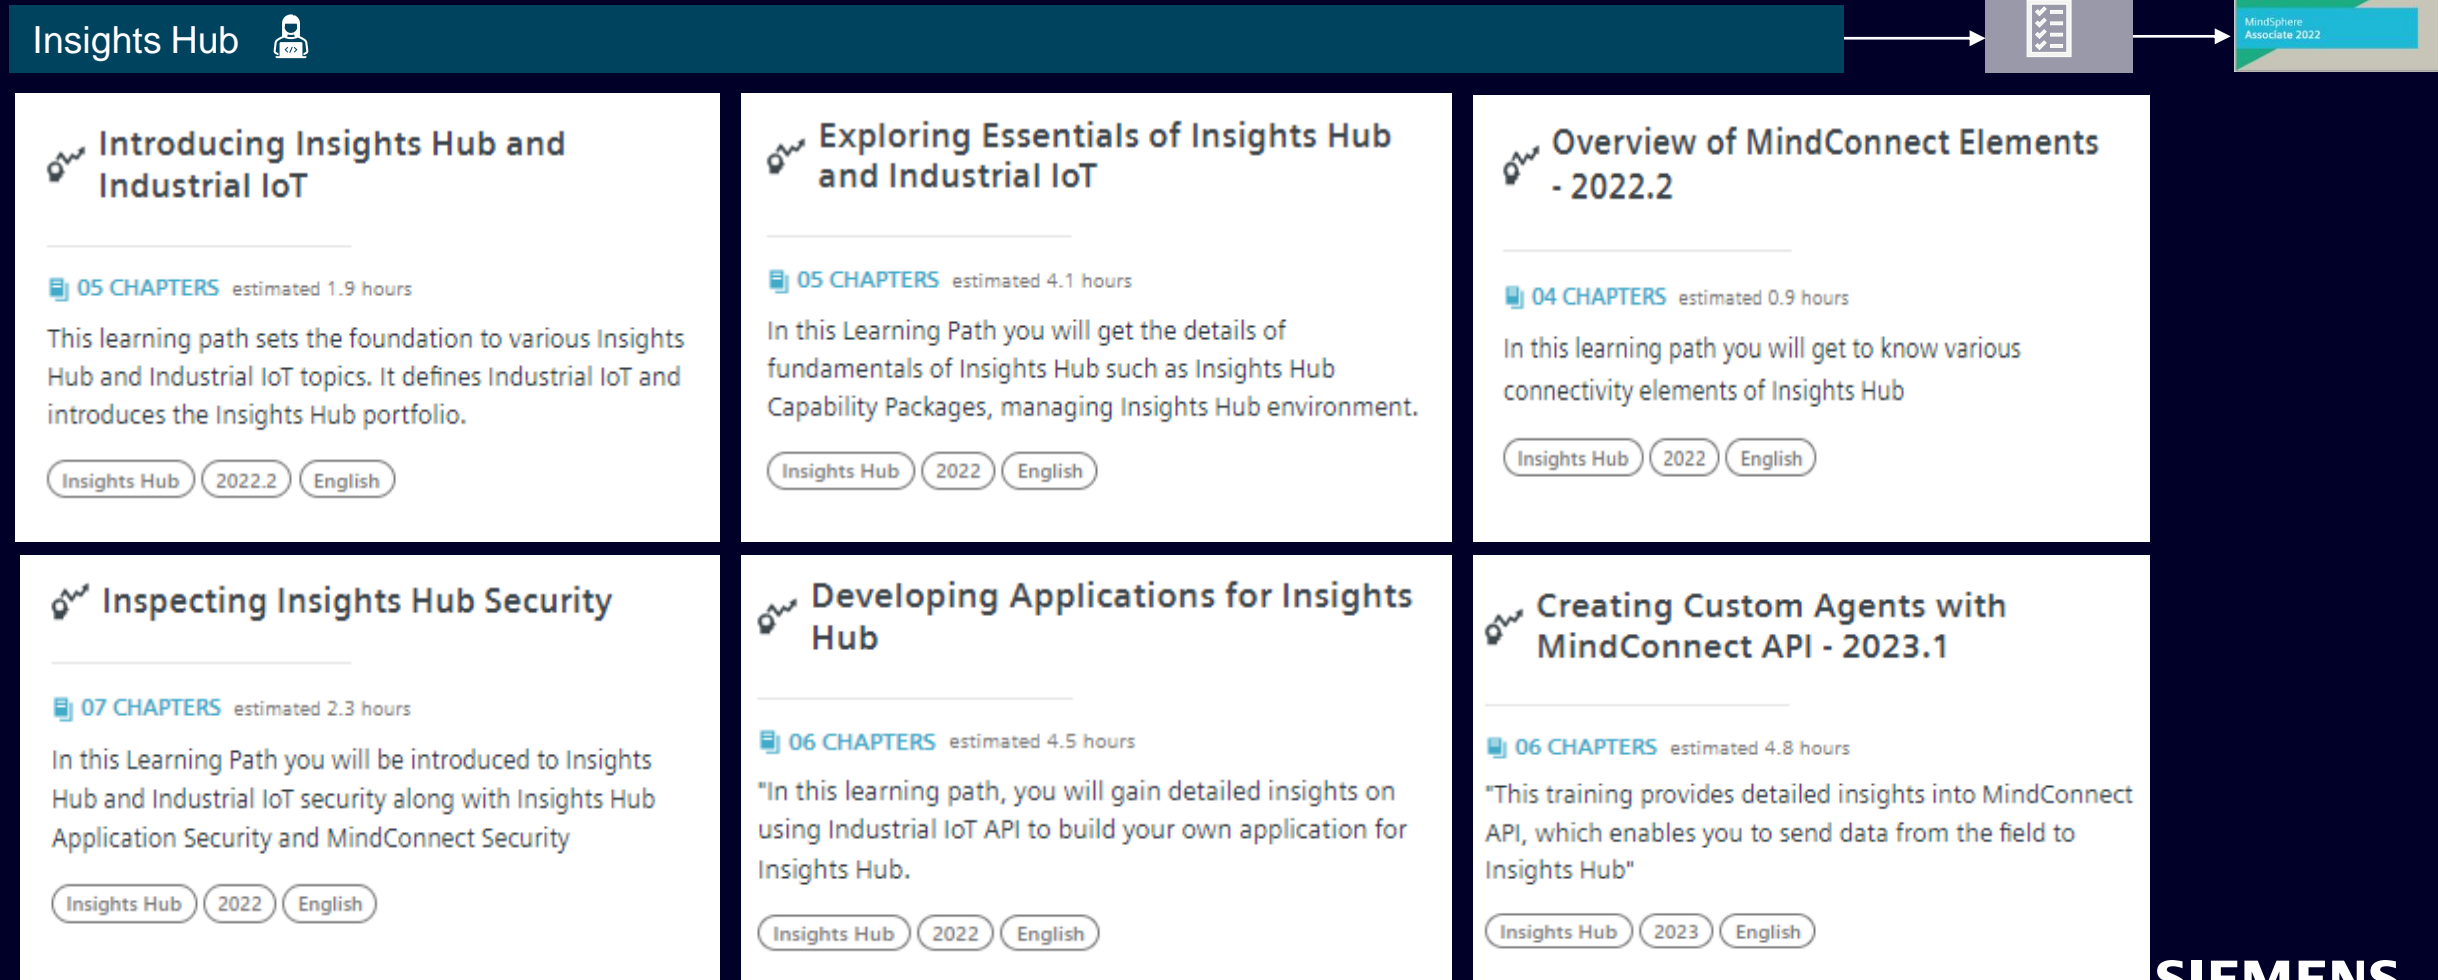 Insights Hub
MindSphere
Associate 2022
Introducing Insights Hub and
Industrial IoT
05 CHAPTERS estimated 1.9 hours
This learning path sets the foundation to various Insights
Hub and Industrial IoT topics. It defines Industrial IoT and
introduces the Insights Hub portfolio.
Insights Hub 2022.2 English
Exploring Essentials of Insights Hub
and Industrial IoT
05 CHAPTERS estimated 4.1 hours
In this Learning Path you will get the details of
fundamentals of Insights Hub such as Insights Hub
Capability Packages, managing Insights Hub environment.
Insights Hub 2022 English
Overview of MindConnect Elements
- 2022.2
04 CHAPTERS estimated 0.9 hours
In this learning path you will get to know various
connectivity elements of Insights Hub
Insights Hub 2022 English
Inspecting Insights Hub Security
07 CHAPTERS estimated 2.3 hours
In this Learning Path you will be introduced to Insights
Hub and Industrial IoT security along with Insights Hub
Application Security and MindConnect Security
Insights Hub 2022 English
Developing Applications for Insights
Hub
06 CHAPTERS estimated 4.5 hours
"In this learning path, you will gain detailed insights on
using Industrial IoT API to build your own application for
Insights Hub.
Insights Hub 2022 English
Creating Custom Agents with
MindConnect API - 2023.1
06 CHAPTERS estimated 4.8 hours
"This training provides detailed insights into MindConnect
API, which enables you to send data from the field to
Insights Hub"
Insights Hub 2023 English
SIEMENS